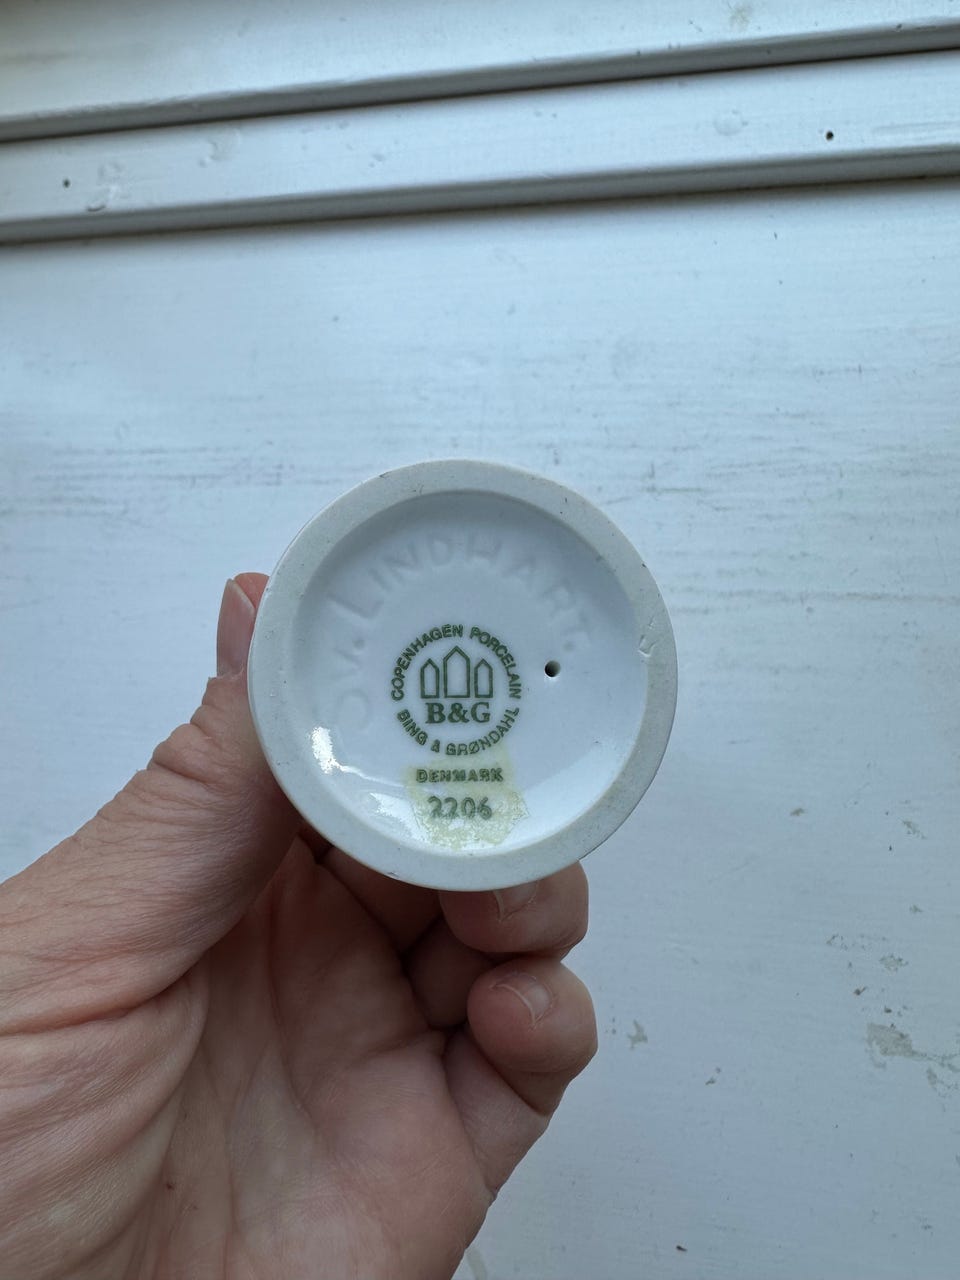 SV. LINDHART.
COPENHAGEN PORCELAIN
B&G
BING & GRØNDAHL
DENMARK
2206